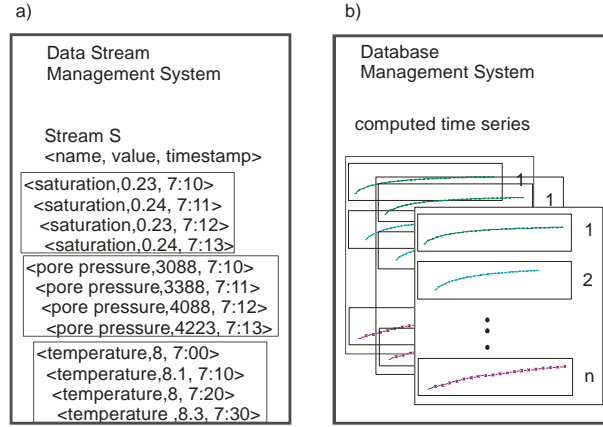 a)
Data Stream
Management System
Stream S
<name, value, timestamp>
<saturation,0.23, 7:10>
<saturation,0.24, 7:11>
<saturation,0.23, 7:12>
<saturation,0.24, 7:13>
<pore pressure,3088, 7:10>
<pore pressure,3388, 7:11>
<pore pressure,4088, 7:12>
<pore pressure,4223, 7:13>
<temperature,8, 7:00>
<temperature,8.1, 7:10>
<temperature,8, 7:20>
<temperature ,8.3, 7:30>
b)
Database
Management System
computed time series
1
1
1
2
n